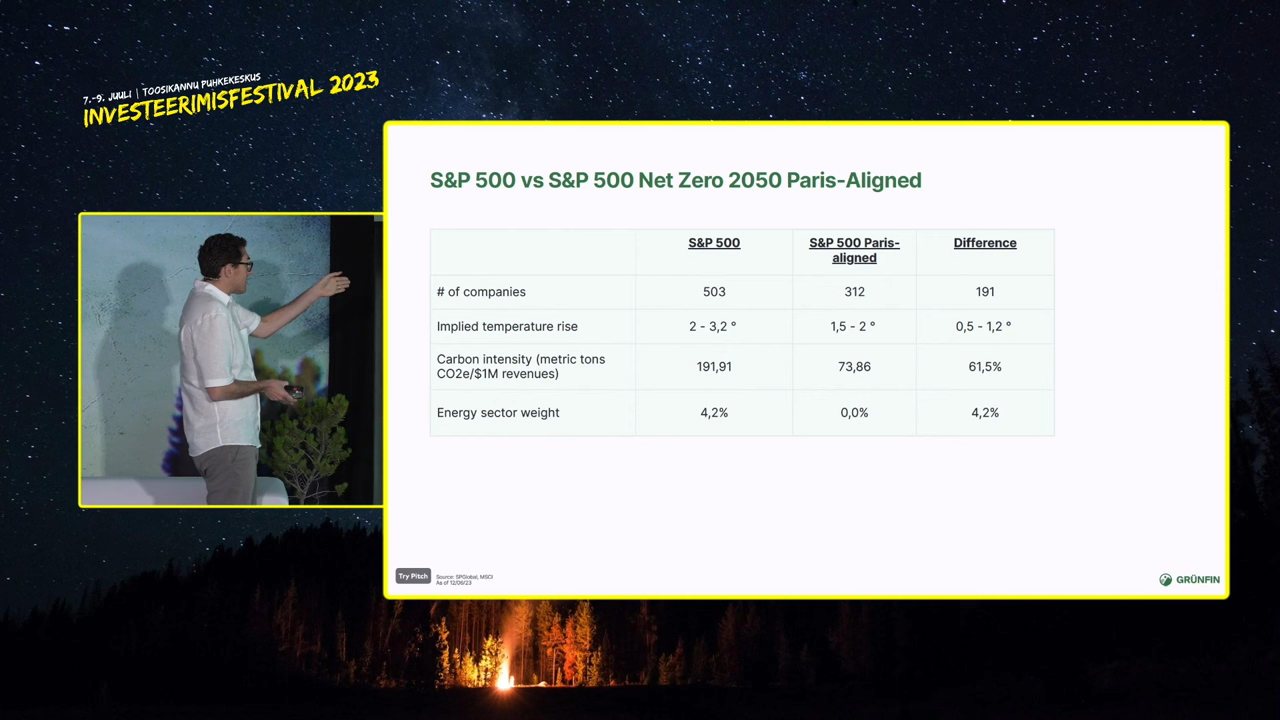 7.-9. JUULI | TOOSIKANNU PUHKEKESKUS
INVESTEERIMISFESTIVAL 2023
S&P 500 vs S&P 500 Net Zero 2050 Paris-Aligned
S&P 500
S&P 500 Paris-
aligned
Difference
# of companies
503
312
191
Implied temperature rise
2 - 3,2 °
1,5 - 2 °
0,5 - 1,2 °
Carbon intensity (metric tons
CO2e/$1M revenues)
191,91
73,86
61,5%
Energy sector weight
4,2%
0,0%
4,2%
Try Pitch
Source: SPGlobal, MSCI
As of 12/06/23
GRÜNFIN